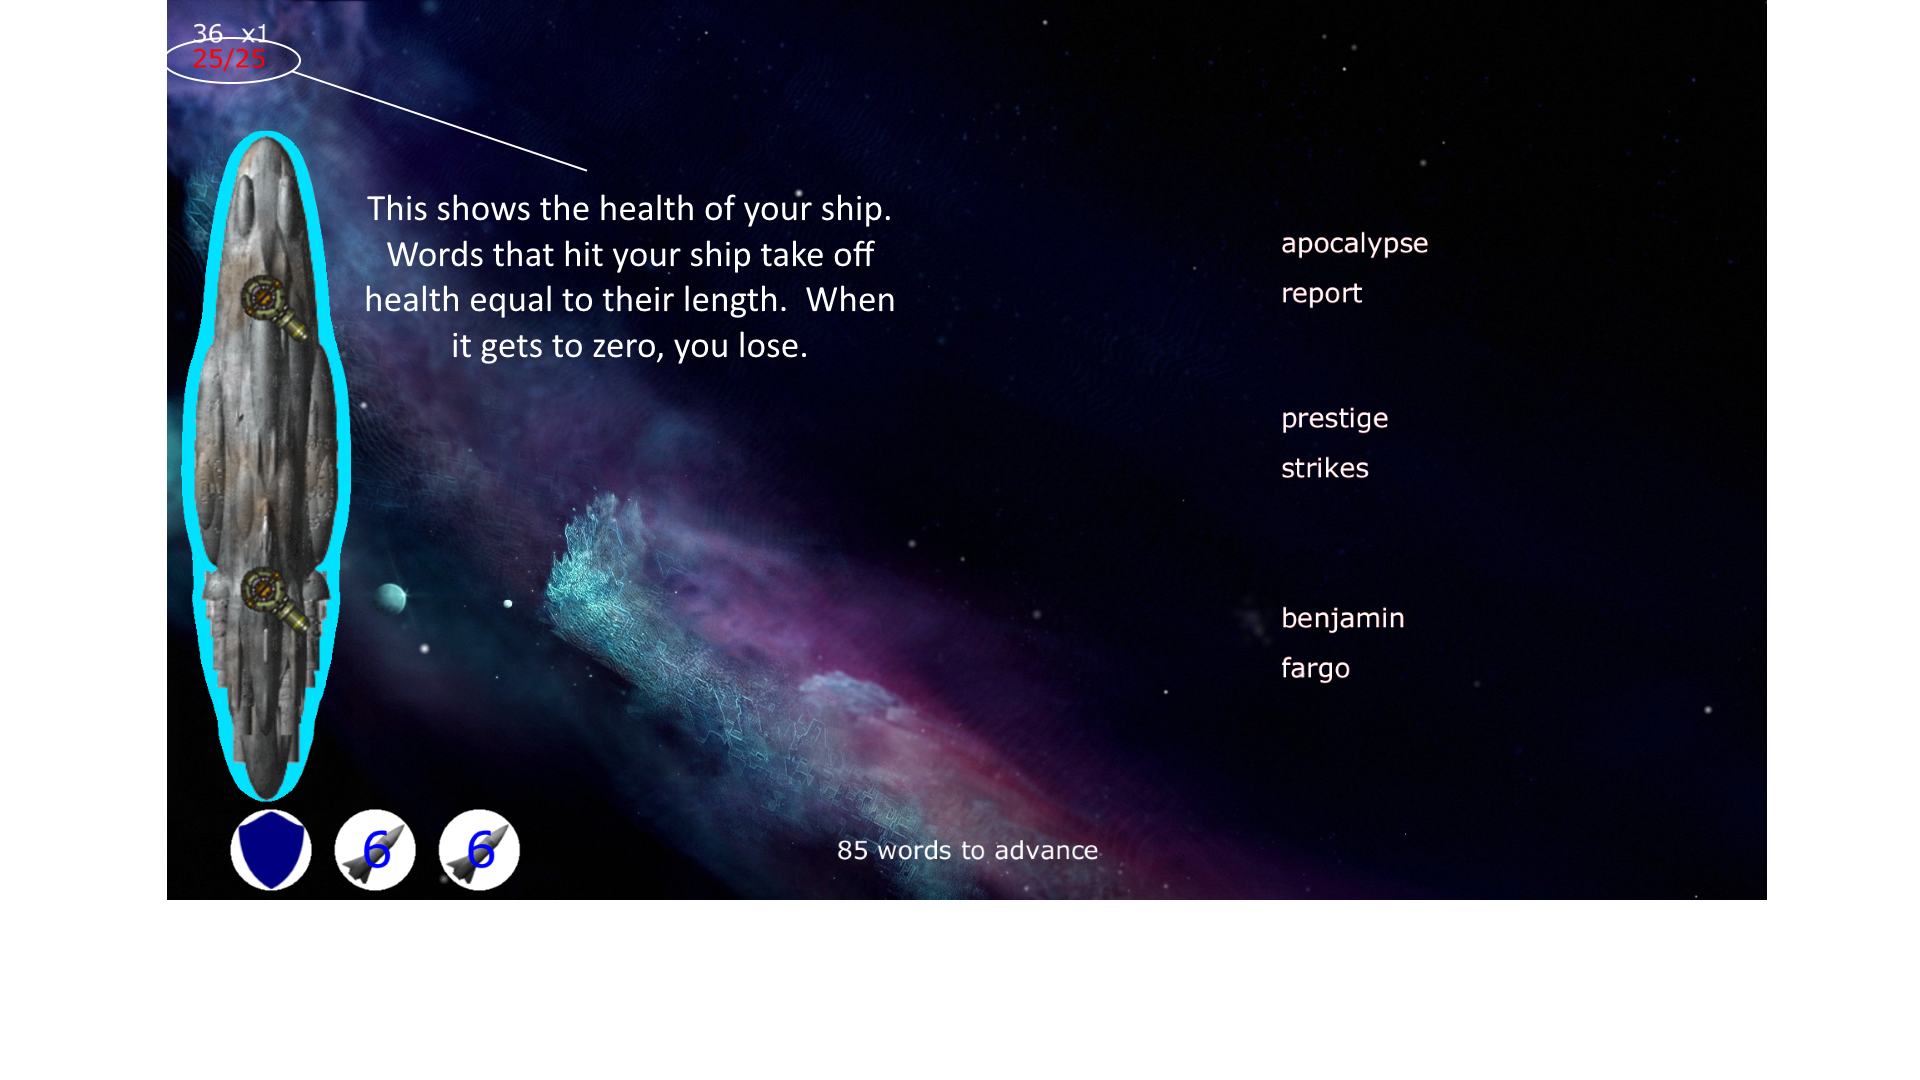 36 x1
25/25
This shows the health of your ship.
Words that hit your ship take off
health equal to their length.  When
it gets to zero, you lose.
apocalypse
report
prestige
strikes
benjamin
fargo
6 6
85 words to advance